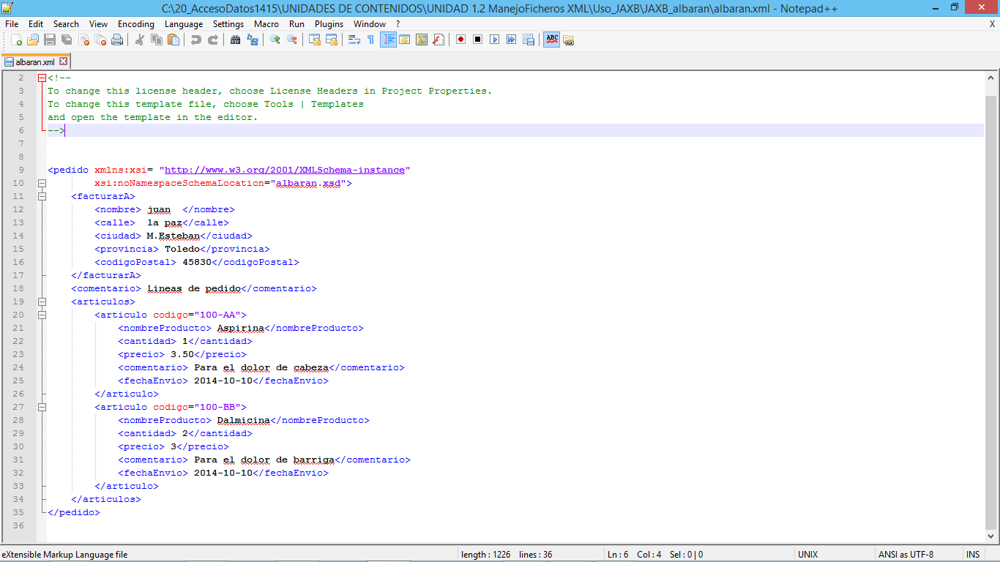 C:\20_AccesoDatos1415\UNIDADES DE CONTENIDOS\UNIDAD 1.2 ManejoFicheros XML\Uso_JAXB\JAXB_albaran\albaran.xml - Notepad++
File Edit Search View Encoding Language Settings Macro Run Plugins Window ? X
ABC
albaran.xml
2 <!--
3 To change this license header, choose License Headers in Project Properties.
4 To change this template file, choose Tools | Templates
5 and open the template in the editor.
6 -->
7
8
9 <pedido xmlns:xsi= "http://www.w3.org/2001/XMLSchema-instance"
10         xsi:noNamespaceSchemaLocation="albaran.xsd">
11     <facturarA>
12         <nombre> juan  </nombre>
13         <calle>  la paz</calle>
14         <ciudad> M.Esteban</ciudad>
15         <provincia> Toledo</provincia>
16         <codigoPostal> 45830</codigoPostal>
17     </facturarA>
18     <comentario> Lineas de pedido</comentario>
19     <articulos>
20         <articulo codigo="100-AA">
21             <nombreProducto> Aspirina</nombreProducto>
22             <cantidad> 1</cantidad>
23             <precio> 3.50</precio>
24             <comentario> Para el dolor de cabeza</comentario>
25             <fechaEnvio> 2014-10-10</fechaEnvio>
26         </articulo>
27         <articulo codigo="100-BB">
28             <nombreProducto> Dalmicina</nombreProducto>
29             <cantidad> 2</cantidad>
30             <precio> 3</precio>
31             <comentario> Para el dolor de barriga</comentario>
32             <fechaEnvio> 2014-10-10</fechaEnvio>
33         </articulo>
34     </articulos>
35 </pedido>
36
eXtensible Markup Language file length : 1226 lines : 36 Ln : 6 Col : 4 Sel : 0 | 0 UNIX ANSI as UTF-8 INS